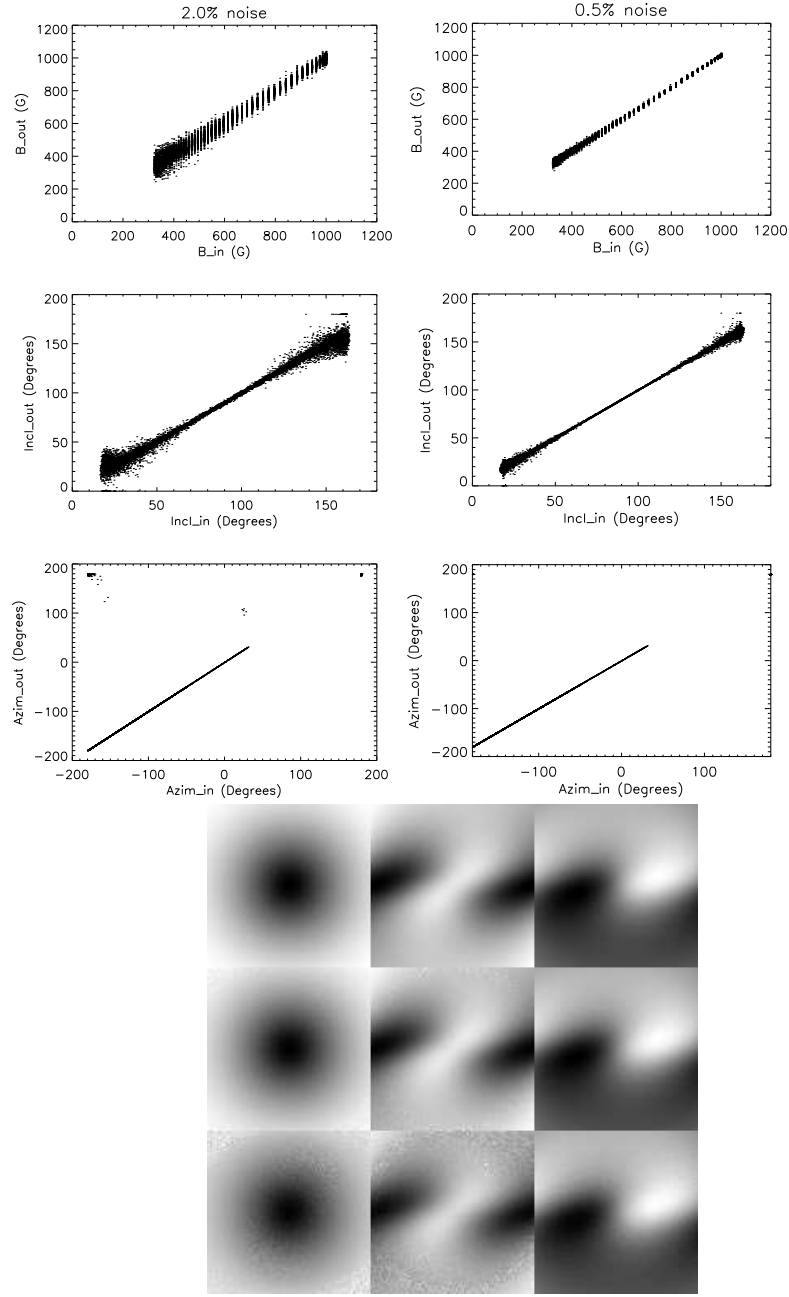 2.0% noise
0.5% noise
1200
1000
800
600
400
200
0
B_out (G)
0 200 400 600 800 1000 1200
B_in (G)
1200
1000
800
600
400
200
0
B_out (G)
0 200 400 600 800 1000 1200
B_in (G)
200
150
100
50
0
Incl_out (Degrees)
50 100 150
Incl_in (Degrees)
200
150
100
50
0
Incl_out (Degrees)
0 50 100 150
Incl_in (Degrees)
200
100
0
-100
-200
Azim_out (Degrees)
-200 -100 0 100 200
Azim_in (Degrees)
200
100
0
-100
-200
Azim_out (Degrees)
-100 0 100
Azim_in (Degrees)